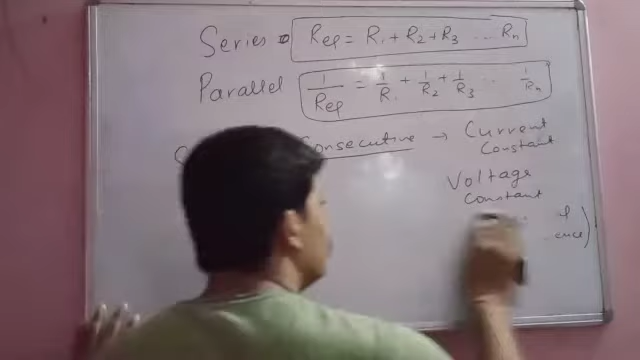 Series Req = R1 + R2 + R3 ... Rn
Parallel 1/Req = 1/R1 + 1/R2 + 1/R3 ... 1/Rn
Consecutive → Current
Constant
Voltage
Constant